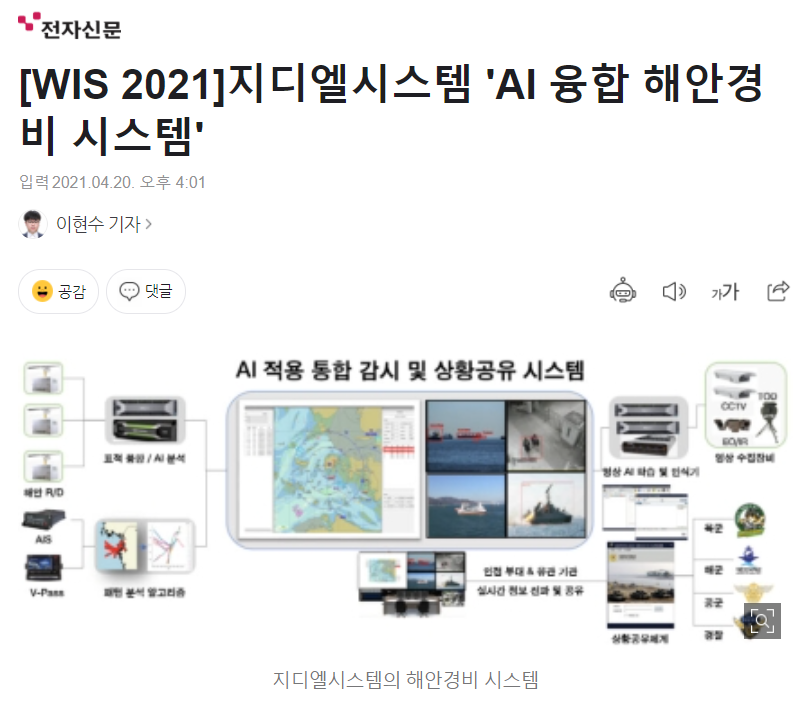 전자신문
[WIS 2021]지디엘시스템 'AI 융합 해안경
비 시스템'
입력 2021.04.20. 오후 4:01
이현수 기자
공감
댓글
가가
AI 적용 통합 감시 및 상황공유 시스템
표적 융합 / AI 분석
해안 R/D
AIS
V-Pass
패턴 분석 알고리즘
CCTV
TOD
EO/IR
영상 수집장비
영상 AI 학습 및 인식기
인접 부대 & 유관 기관
실시간 정보 전파 및 공유
상황공유체계
육군
해군
공군
경찰
지디엘시스템의 해안경비 시스템